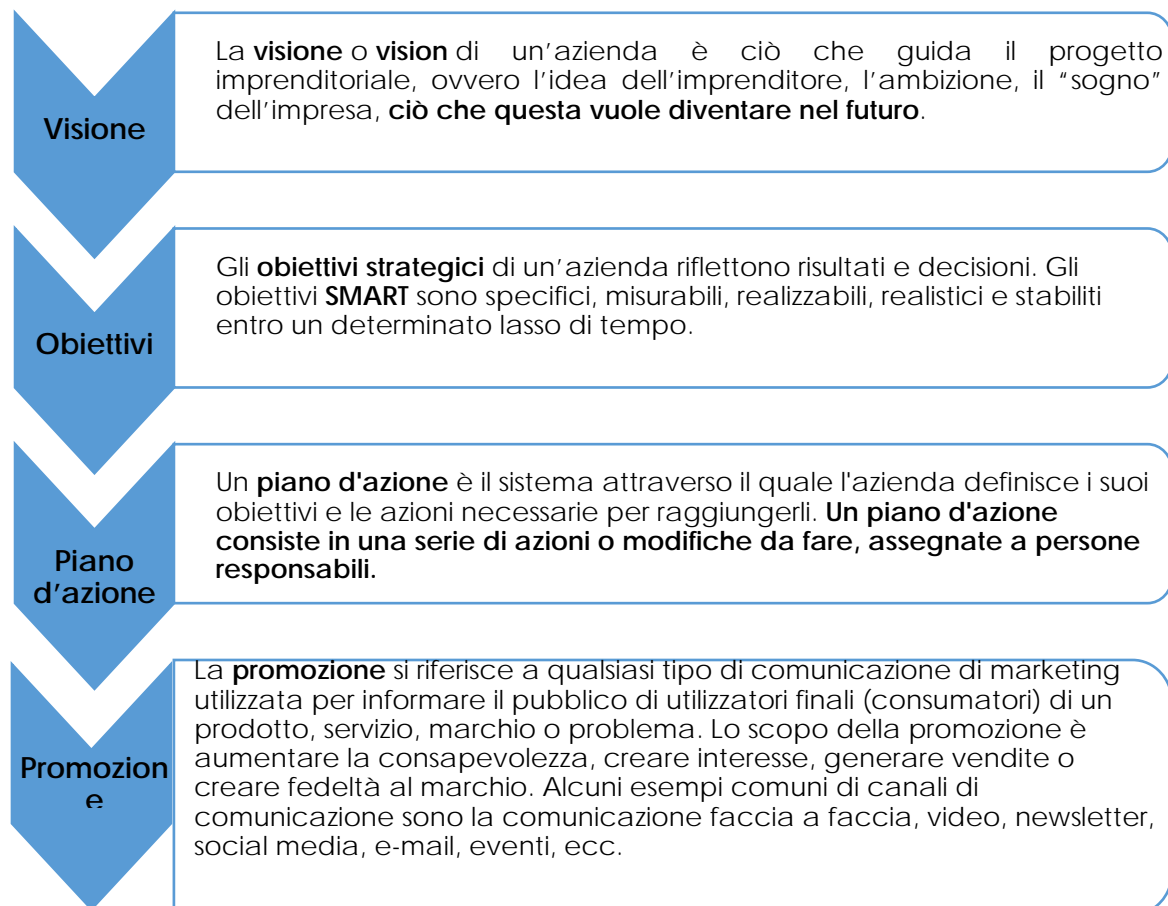 Visione
La visione o vision di un’azienda è ciò che guida il progetto
imprenditoriale, ovvero l’idea dell’imprenditore, l’ambizione, il “sogno”
dell’impresa, ciò che questa vuole diventare nel futuro.
Obiettivi
Gli obiettivi strategici di un’azienda riflettono risultati e decisioni. Gli
obiettivi SMART sono specifici, misurabili, realizzabili, realistici e stabiliti
entro un determinato lasso di tempo.
Piano
d’azione
Un piano d'azione è il sistema attraverso il quale l'azienda definisce i suoi
obiettivi e le azioni necessarie per raggiungerli. Un piano d'azione
consiste in una serie di azioni o modifiche da fare, assegnate a persone
responsabili.
Promozion
e
La promozione si riferisce a qualsiasi tipo di comunicazione di marketing
utilizzata per informare il pubblico di utilizzatori finali (consumatori) di un
prodotto, servizio, marchio o problema. Lo scopo della promozione è
aumentare la consapevolezza, creare interesse, generare vendite o
creare fedeltà al marchio. Alcuni esempi comuni di canali di
comunicazione sono la comunicazione faccia a faccia, video, newsletter,
social media, e-mail, eventi, ecc.